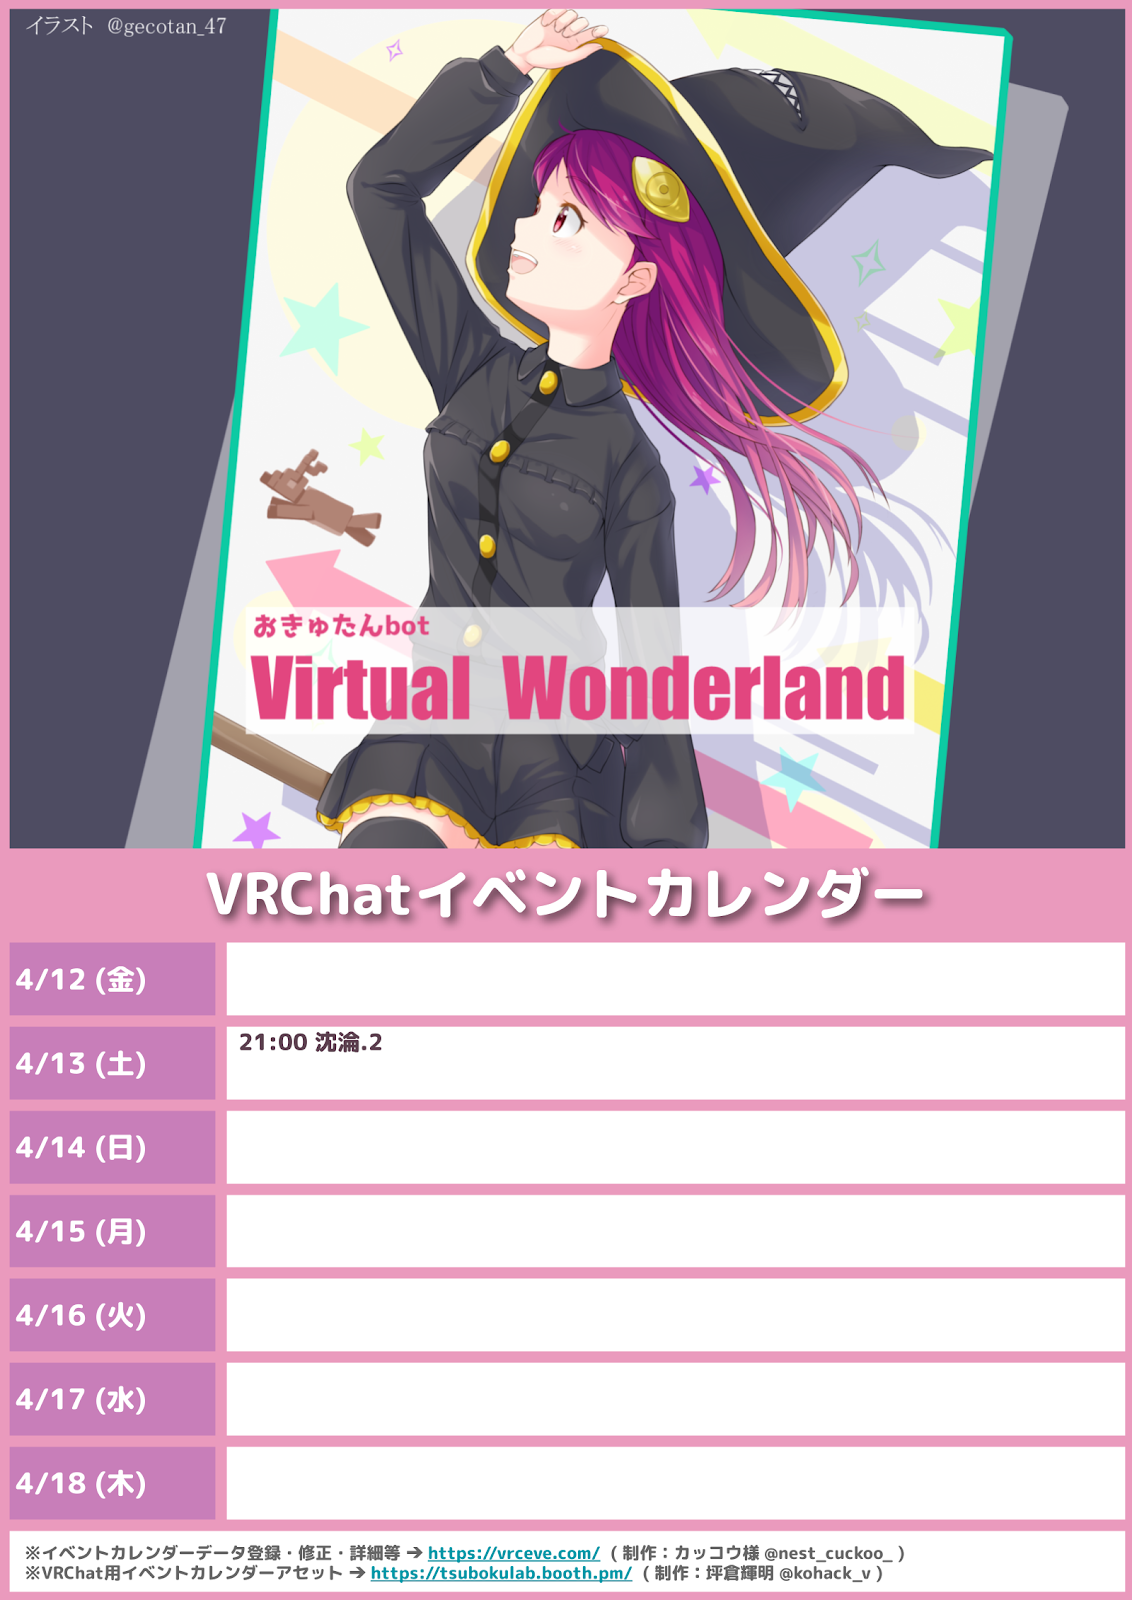 イラスト @gecotan_47
おきゅたんbot
Virtual Wonderland
VRChatイベントカレンダー
4/12 (金)
4/13 (土)
21:00 沈淪.2
4/14 (日)
4/15 (月)
4/16 (火)
4/17 (水)
4/18 (木)
※イベントカレンダーデータ登録・修正・詳細等 ➔ https://vrceve.com/ ( 制作：カッコウ様 @nest_cuckoo_ )
※VRChat用イベントカレンダーアセット ➔ https://tsubokulab.booth.pm/ ( 制作：坪倉輝明 @kohack_v )